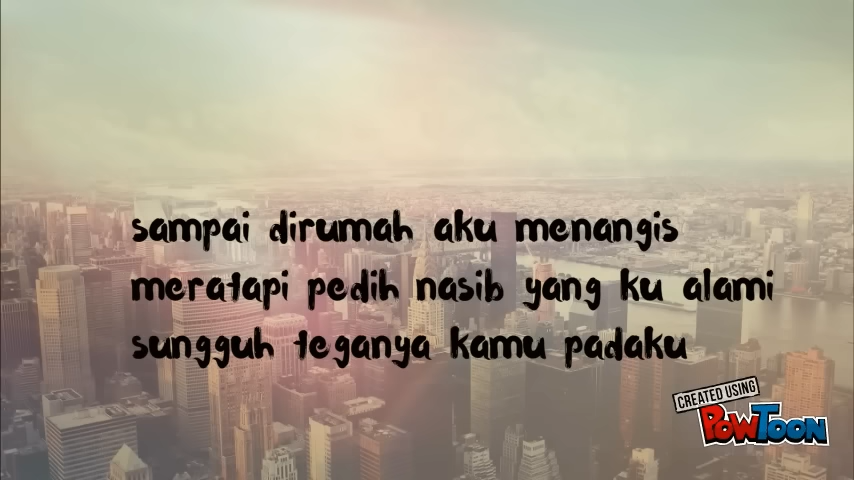 sampai dirumah aku menangis
meratapi pedih nasib yang ku alami
sungguh teganya kamu padaku
CREATED USING
POWTOON